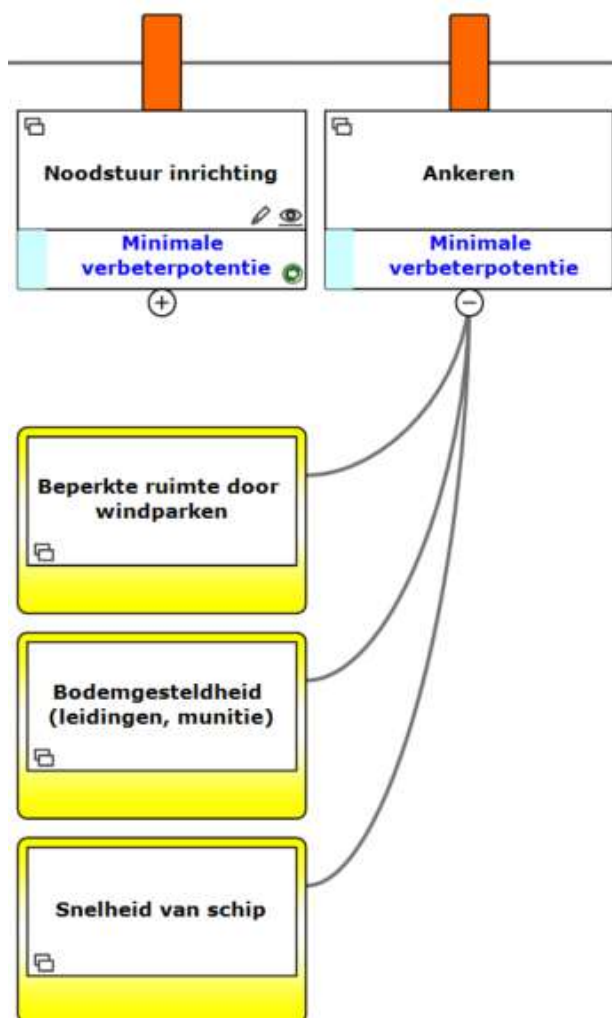 Noodstuur inrichting
Minimale
verbeterpotentie
Ankeren
Minimale
verbeterpotentie
Beperkte ruimte door
windparken
Bodemgesteldheid
(leidingen, munitie)
Snelheid van schip